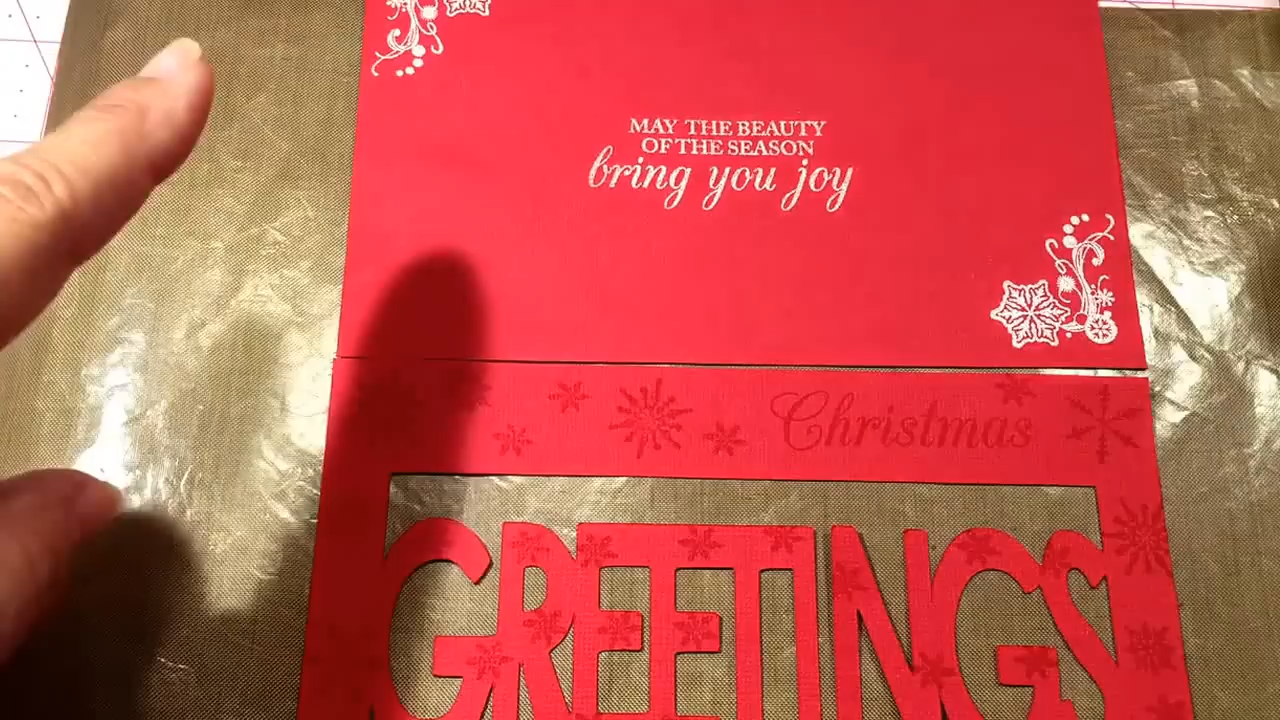 MAY THE BEAUTY
OF THE SEASON
bring you joy
Christmas
GREETINGS